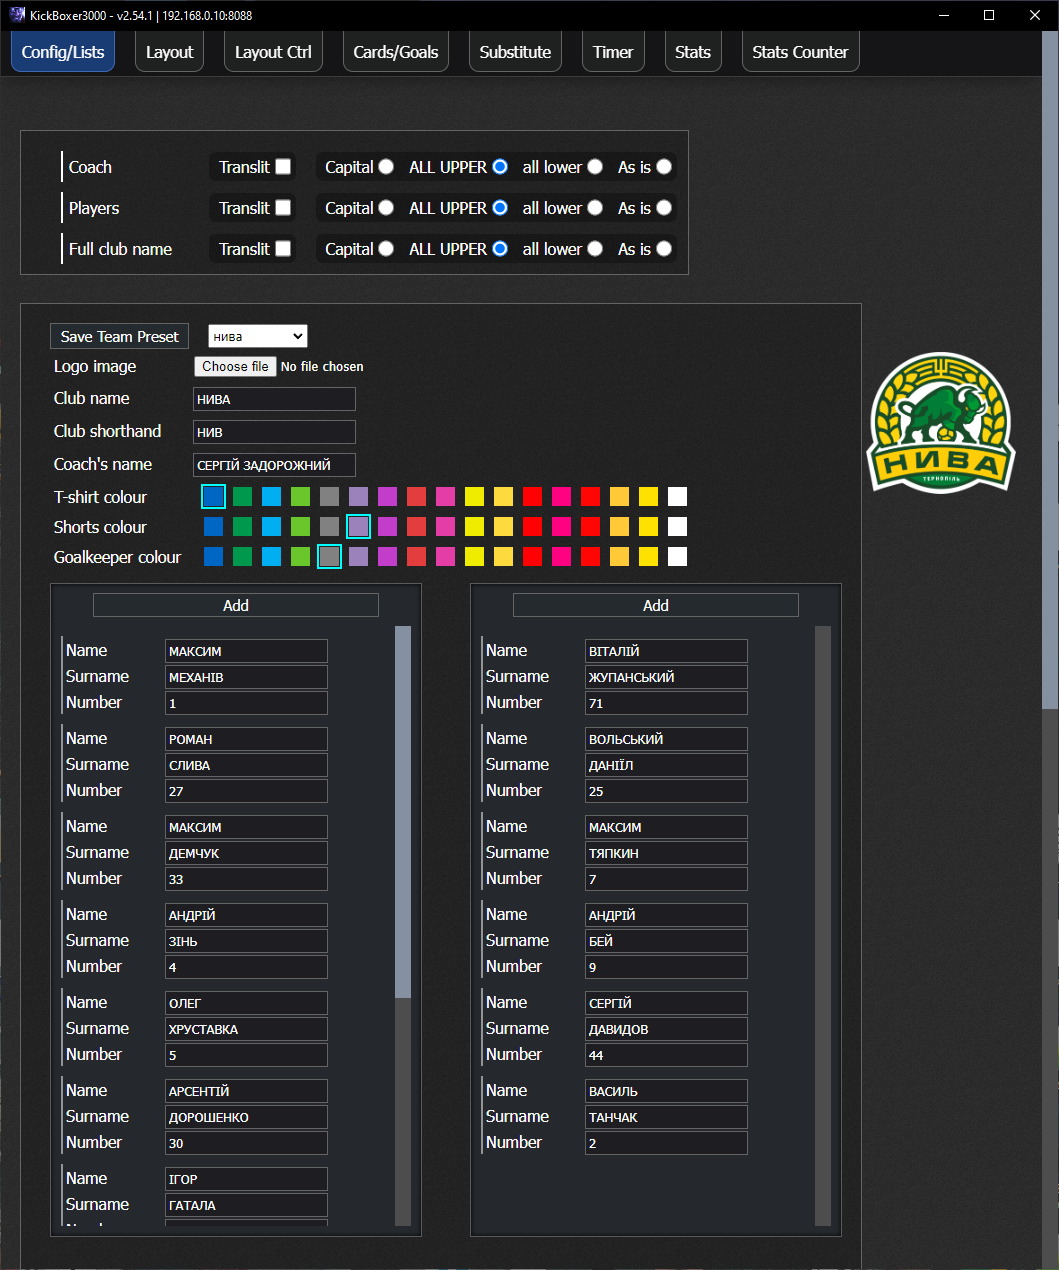 KickBoxer3000 - v2.54.1 | 192.168.0.10:8088
Config/Lists Layout Layout Ctrl Cards/Goals Substitute Timer Stats Stats Counter
Coach Translit Capital ALL UPPER all lower As is
Players Translit Capital ALL UPPER all lower As is
Full club name Translit Capital ALL UPPER all lower As is
Save Team Preset нива
Logo image Choose file No file chosen
Club name НИВА
Club shorthand НИВ
Coach's name СЕРГІЙ ЗАДОРОЖНИЙ
T-shirt colour
Shorts colour
Goalkeeper colour
НИВА
ТЕРНОПІЛЬ
Add
Name МАКСИМ
Surname МЕХАНІВ
Number 1
Name РОМАН
Surname СЛИВА
Number 27
Name МАКСИМ
Surname ДЕМЧУК
Number 33
Name АНДРІЙ
Surname ЗІНЬ
Number 4
Name ОЛЕГ
Surname ХРУСТАВКА
Number 5
Name АРСЕНТІЙ
Surname ДОРОШЕНКО
Number 30
Name ІГОР
Surname ГАТАЛА
Add
Name ВІТАЛІЙ
Surname ЖУПАНСЬКИЙ
Number 71
Name ВОЛЬСЬКИЙ
Surname ДАНІЇЛ
Number 25
Name МАКСИМ
Surname ТЯПКИН
Number 7
Name АНДРІЙ
Surname БЕЙ
Number 9
Name СЕРГІЙ
Surname ДАВИДОВ
Number 44
Name ВАСИЛЬ
Surname ТАНЧАК
Number 2